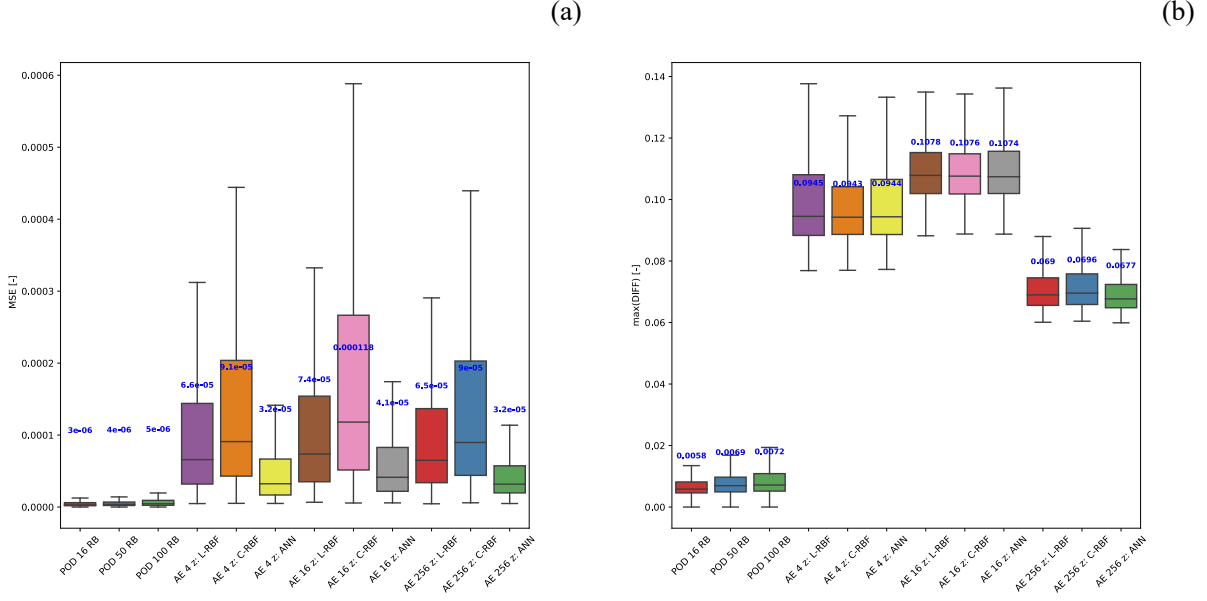 (a)
(b)
0.0006
0.0005
0.0004
0.0003
0.0002
0.0001
0.0000
MSE [-]
3e-06
4e-06
5e-06
6.6e-05
9.1e-05
3.2e-05
7.4e-05
0.000118
4.1e-05
6.5e-05
9e-05
3.2e-05
POD 16 RB
POD 50 RB
POD 100 RB
AE 4 z: L-RBF
AE 4 z: C-RBF
AE 4 z: ANN
AE 16 z: L-RBF
AE 16 z: C-RBF
AE 16 z: ANN
AE 256 z: L-RBF
AE 256 z: C-RBF
AE 256 z: ANN
0.14
0.12
0.10
0.08
0.06
0.04
0.02
0.00
max(DIFF) [-]
0.0058
0.0069
0.0072
0.0945
0.0943
0.0944
0.1078
0.1076
0.1074
0.069
0.0696
0.0677
POD 16 RB
POD 50 RB
POD 100 RB
AE 4 z: L-RBF
AE 4 z: C-RBF
AE 4 z: ANN
AE 16 z: L-RBF
AE 16 z: C-RBF
AE 16 z: ANN
AE 256 z: L-RBF
AE 256 z: C-RBF
AE 256 z: ANN